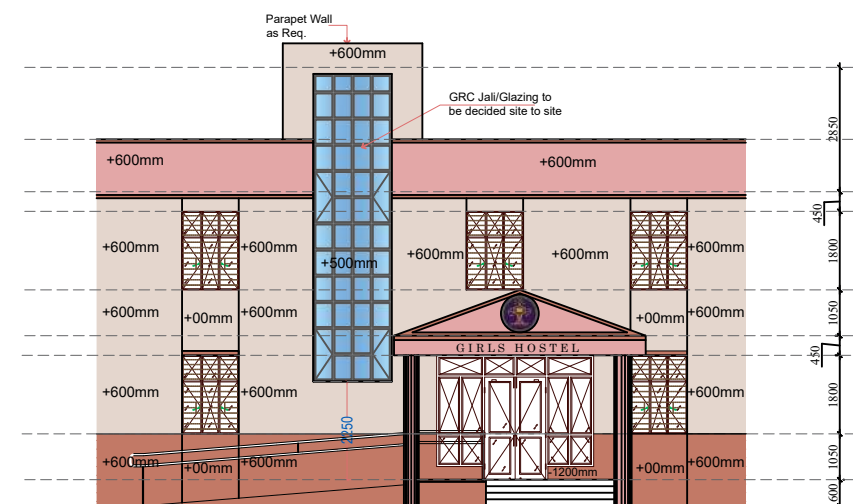 Parapet Wall
as Req.
+600mm
GRC Jali/Glazing to
be decided site to site
2850
+600mm
+600mm
450
+600mm
+600mm
+600mm
+600mm
+600mm
+500mm
1800
+600mm
+00mm
+600mm
+00mm
+600mm
1050
GIRLS HOSTEL
450
+600mm
+600mm
+600mm
1800
2250
+600mm
+00mm
+600mm
-1200mm
+00mm
+600mm
1050
600